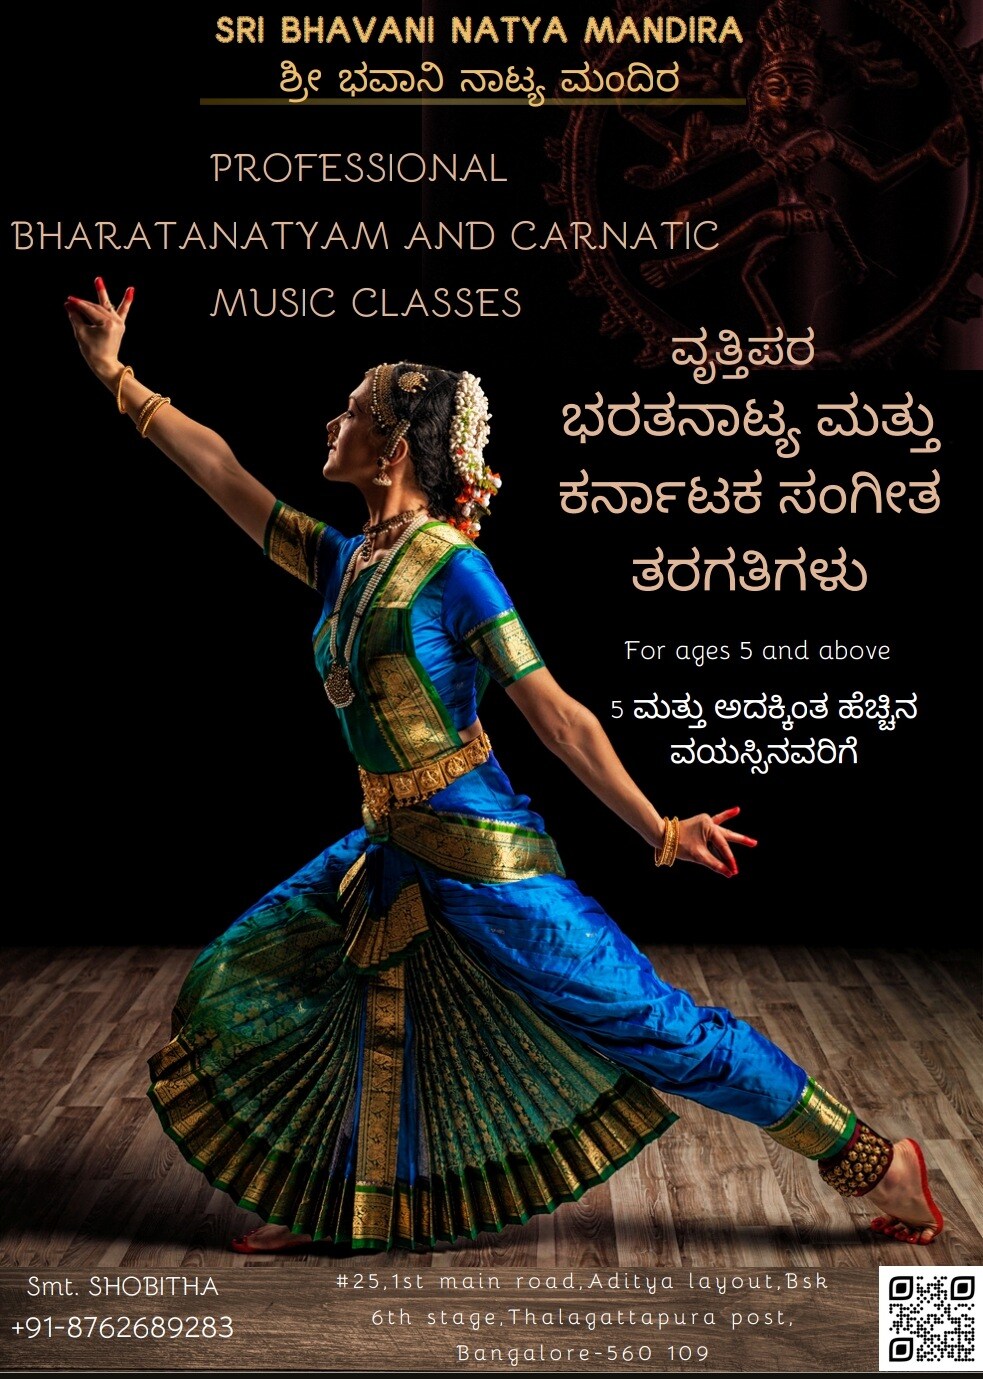 SRI BHAVANI NATYA MANDIRA
ಶ್ರೀ ಭವಾನಿ ನಾಟ್ಯ ಮಂದಿರ
PROFESSIONAL
BHARATANATYAM AND CARNATIC
MUSIC CLASSES
ವೃತ್ತಿಪರ
ಭರತನಾಟ್ಯ ಮತ್ತು
ಕರ್ನಾಟಕ ಸಂಗೀತ
ತರಗತಿಗಳು
For ages 5 and above
5 ಮತ್ತು ಅದಕ್ಕಿಂತ ಹೆಚ್ಚಿನ
ವಯಸ್ಸಿನವರಿಗೆ
Smt. SHOBITHA
+91-8762689283
#25,1st main road,Aditya layout,Bsk
6th stage,Thalagattapura post,
Bangalore-560 109